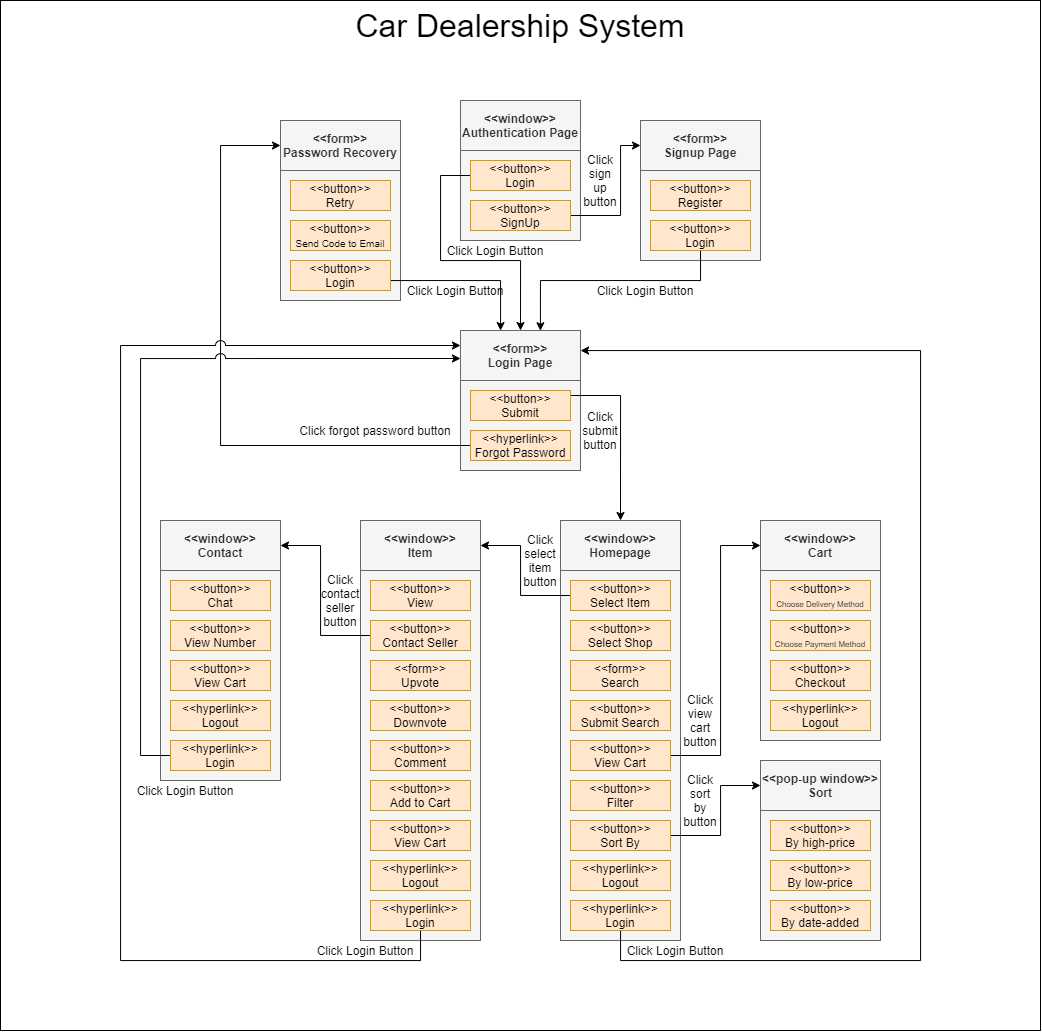 Car Dealership System
<<form>>
Password Recovery
<<button>>
Retry
<<button>>
Send Code to Email
<<button>>
Login
<<window>>
Authentication Page
<<button>>
Login
<<button>>
SignUp
Click
sign
up
button
<<form>>
Signup Page
<<button>>
Register
<<button>>
Login
Click Login Button
Click Login Button
Click Login Button
<<form>>
Login Page
<<button>>
Submit
<<hyperlink>>
Forgot Password
Click forgot password button
Click
submit
button
<<window>>
Contact
<<button>>
Chat
<<button>>
View Number
<<button>>
View Cart
<<hyperlink>>
Logout
<<hyperlink>>
Login
Click Login Button
Click
contact
seller
button
<<window>>
Item
<<button>>
View
<<button>>
Contact Seller
<<form>>
Upvote
<<button>>
Downvote
<<button>>
Comment
<<button>>
Add to Cart
<<button>>
View Cart
<<hyperlink>>
Logout
<<hyperlink>>
Login
Click Login Button
Click
select
item
button
<<window>>
Homepage
<<button>>
Select Item
<<button>>
Select Shop
<<form>>
Search
<<button>>
Submit Search
<<button>>
View Cart
<<button>>
Filter
<<button>>
Sort By
<<hyperlink>>
Logout
<<hyperlink>>
Login
Click Login Button
Click
view
cart
button
Click
sort
by
button
<<window>>
Cart
<<button>>
Choose Delivery Method
<<button>>
Choose Payment Method
<<button>>
Checkout
<<hyperlink>>
Logout
<<pop-up window>>
Sort
<<button>>
By high-price
<<button>>
By low-price
<<button>>
By date-added